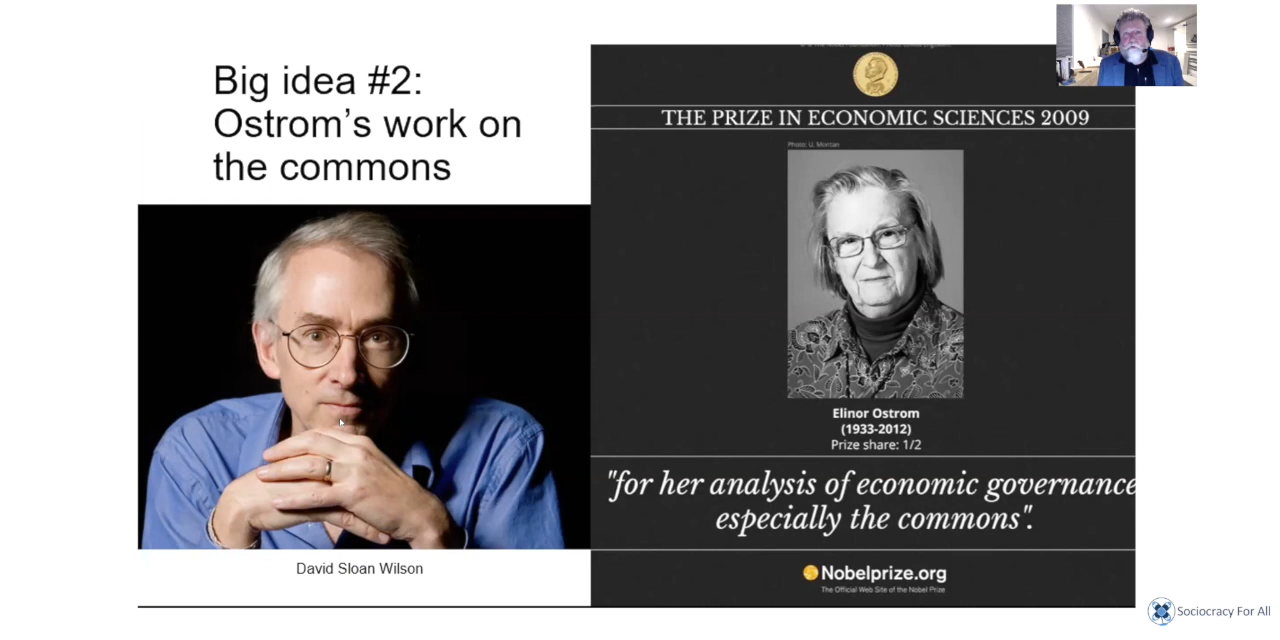 Big idea #2:
Ostrom's work on
the commons
David Sloan Wilson
THE PRIZE IN ECONOMIC SCIENCES 2009
Photo: U. Montan
Elinor Ostrom
(1933-2012)
Prize share: 1/2
"for her analysis of economic governance
especially the commons".
Nobelprize.org
The Official Web Site of the Nobel Prize
Sociocracy For All